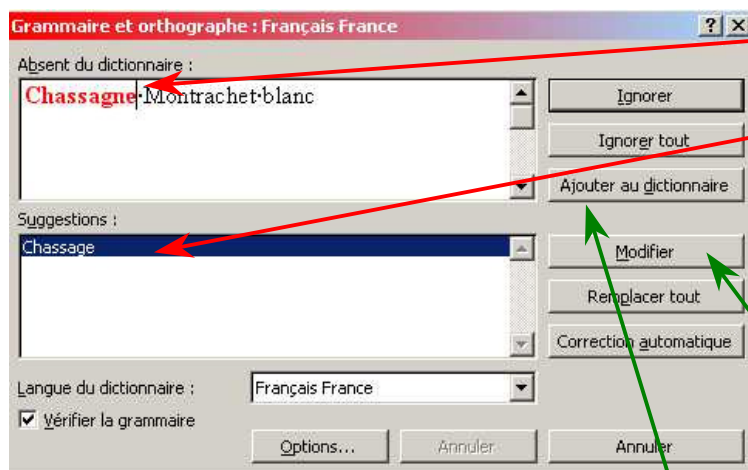 Grammaire et orthographe : Français France
Absent du dictionnaire :
Chassagne·Montrachet·blanc
Ignorer
Ignorer tout
Ajouter au dictionnaire
Suggestions :
Chassage
Modifier
Remplacer tout
Correction automatique
Langue du dictionnaire :
Français France
Vérifier la grammaire
Options...
Annuler
Annuler